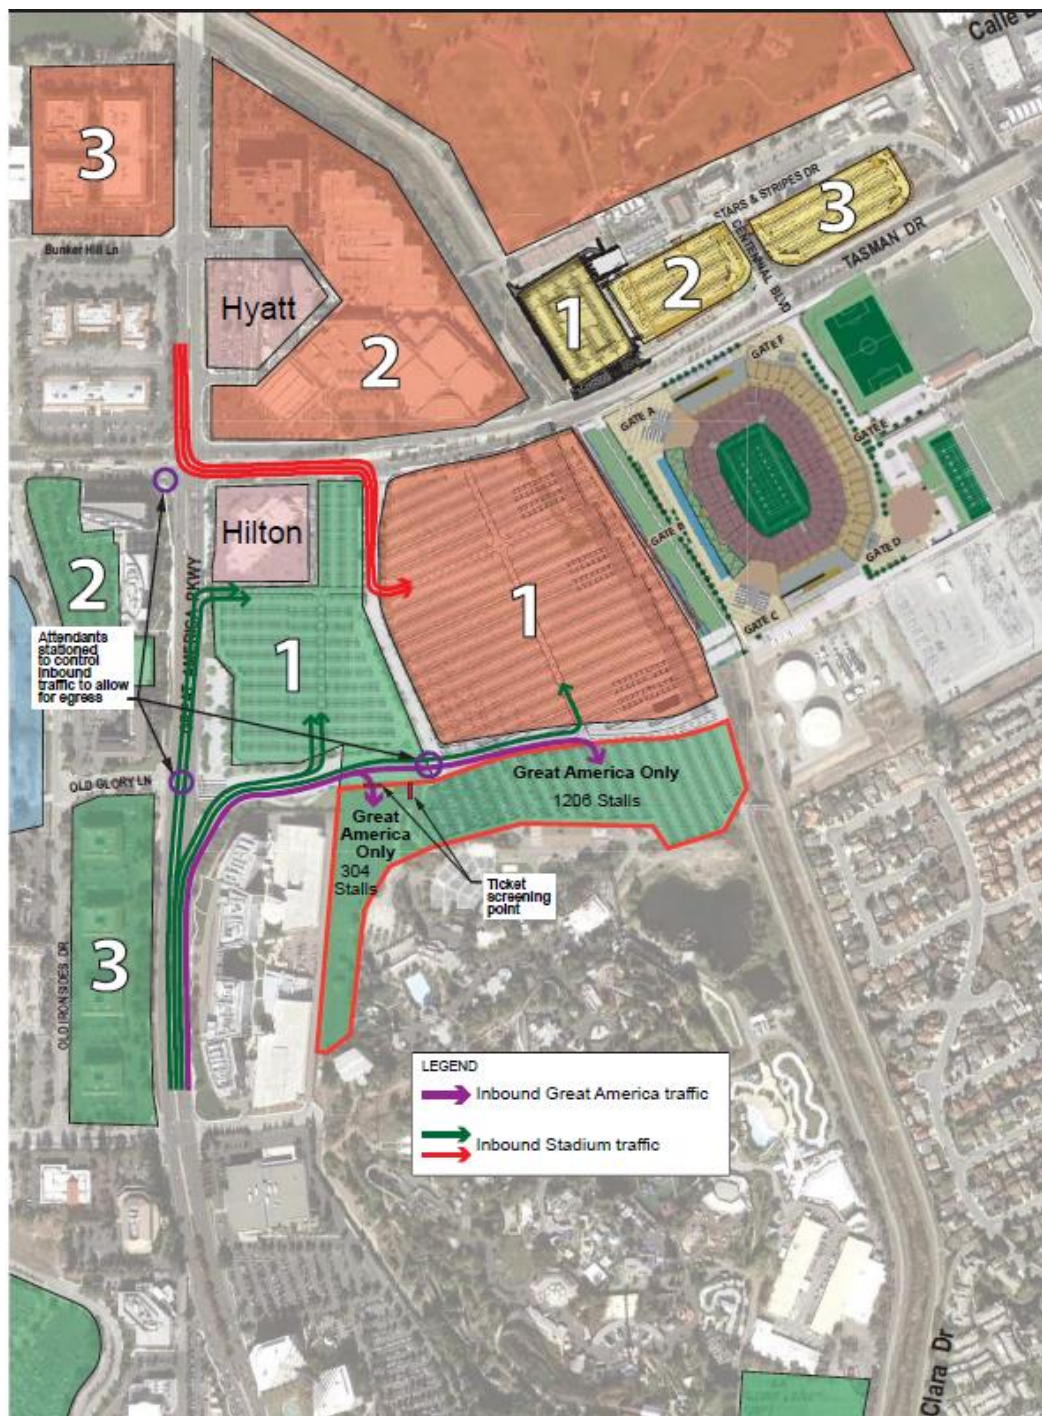 Calle
3
STARS & STRIPES DR
3
Bunker Hill Ln
CENTENNIAL BLVD
TASMAN DR
2
Hyatt
1
2
GATE F
GATE A
GATE E
Hilton
GATE B
GATE D
2
1
GATE C
Attendants
stationed
to control
inbound
traffic to allow
for egress
GREAT AMERICA PKWY
1
OLD GLORY LN
Great America Only
1206 Stalls
Great
America
Only
304
Stalls
Ticket
screening
point
3
OLD IRONSIDES DR
LEGEND
Inbound Great America traffic
Inbound Stadium traffic
Clara Dr